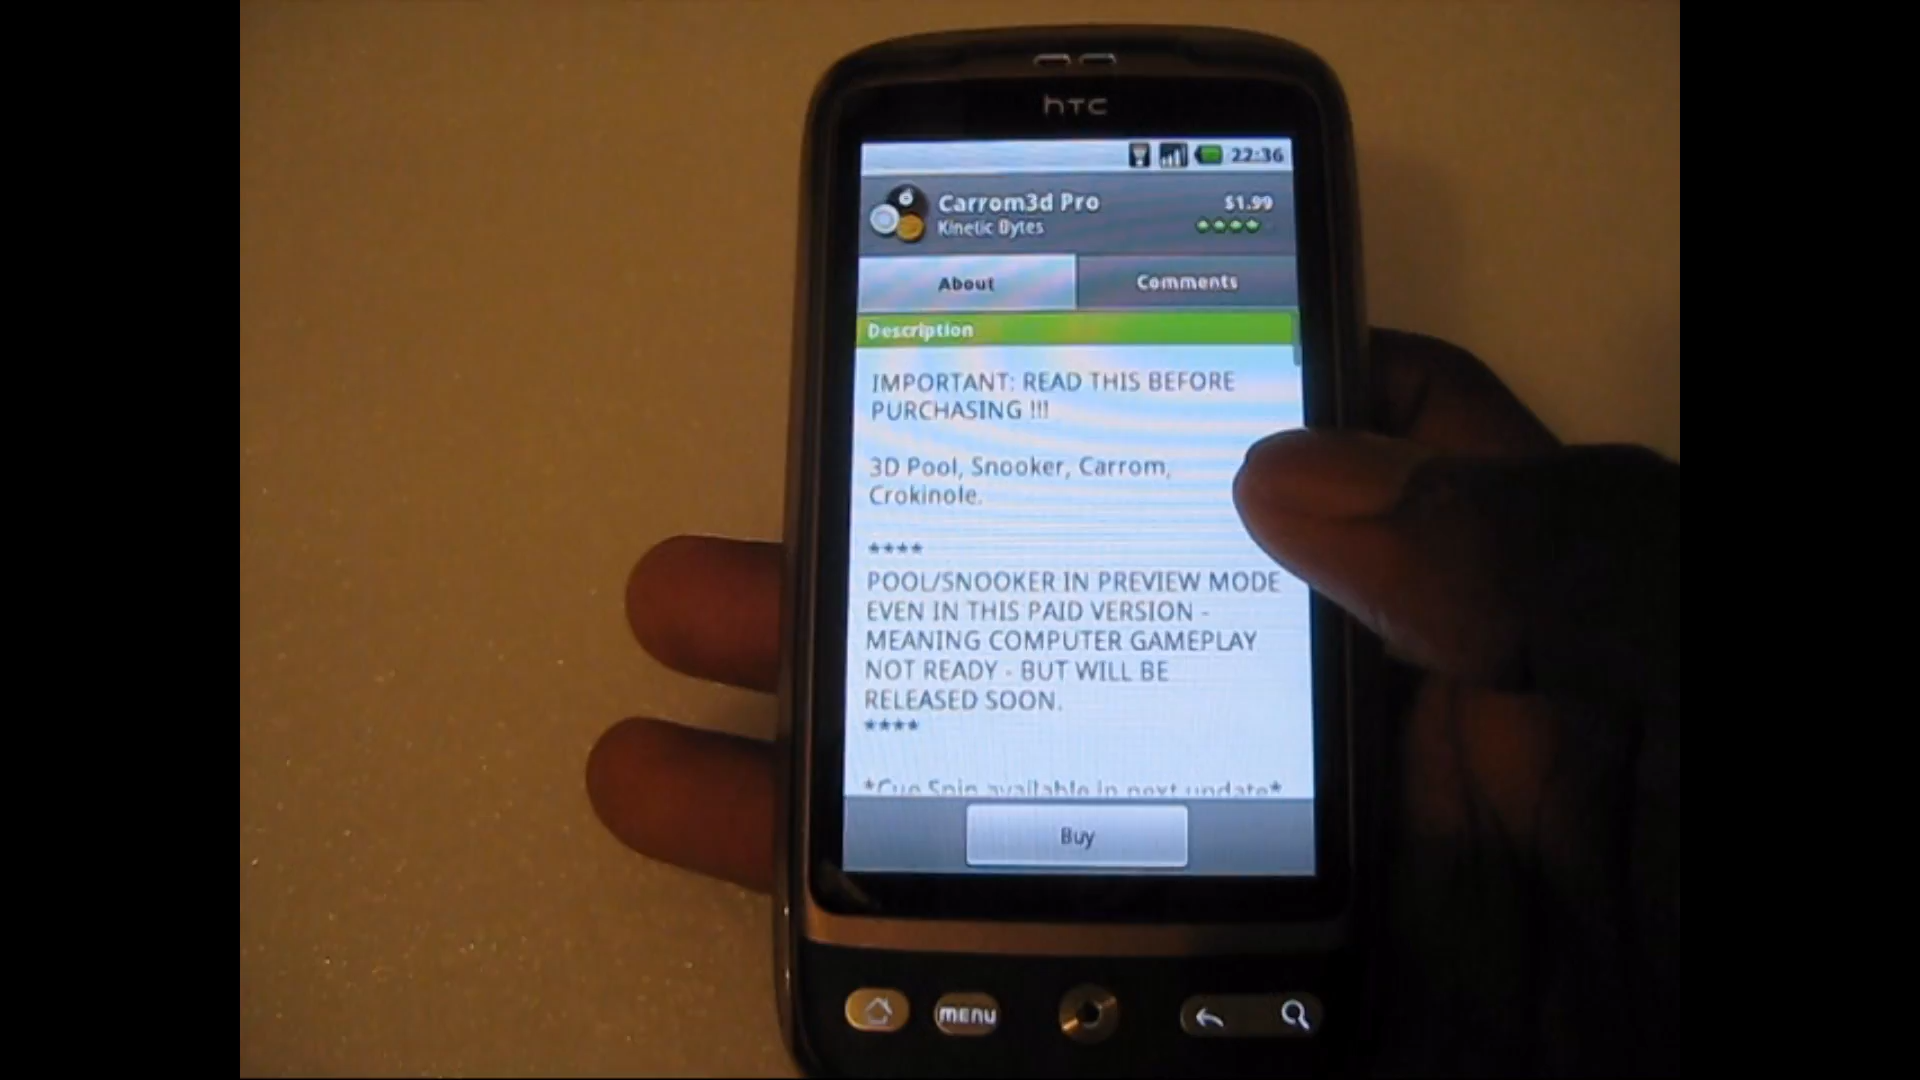 hTC
22:36
Carrom3d Pro
$1.99
Kinetic Bytes
About
Comments
Description
IMPORTANT: READ THIS BEFORE
PURCHASING !!!
3D Pool, Snooker, Carrom,
Crokinole.
****
POOL/SNOOKER IN PREVIEW MODE
EVEN IN THIS PAID VERSION -
MEANING COMPUTER GAMEPLAY
NOT READY - BUT WILL BE
RELEASED SOON.
****
*Cue Spin available in next update*
Buy
menu